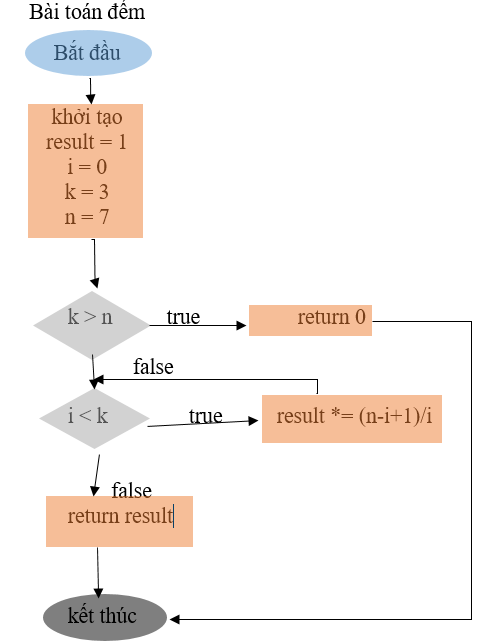 Bài toán đếm
Bắt đầu
khởi tạo
result = 1
i = 0
k = 3
n = 7
k > n
true
return 0
false
i < k
true
result *= (n-i+1)/i
false
return result
kết thúc